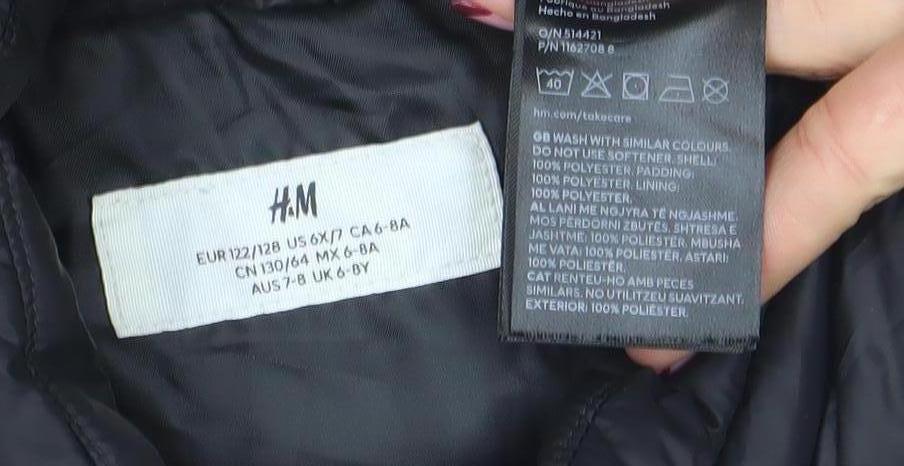 H&M
EUR 122/128 US 6X/7 CA 6-8A
CN 130/64 MX 6-8A
AUS 7-8 UK 6-8Y
Hecho en Bangladesh
O/N 514421
P/N 1162708 8
40
hm.com/takecare
GB WASH WITH SIMILAR COLOURS.
DO NOT USE SOFTENER. SHELL:
100% POLYESTER. PADDING:
100% POLYESTER. LINING:
100% POLYESTER.
AL LANI ME NGJYRA TË NGJASHME.
MOS PËRDORNI ZBUTËS. SHTRESA E
JASHTME: 100% POLIESTËR. MBUSHA
ME VATA: 100% POLIESTËR. ASTARI:
100% POLIESTËR.
CAT RENTEU-HO AMB PECES
SIMILARS. NO UTILITZEU SUAVITZANT.
EXTERIOR: 100% POLIÈSTER.